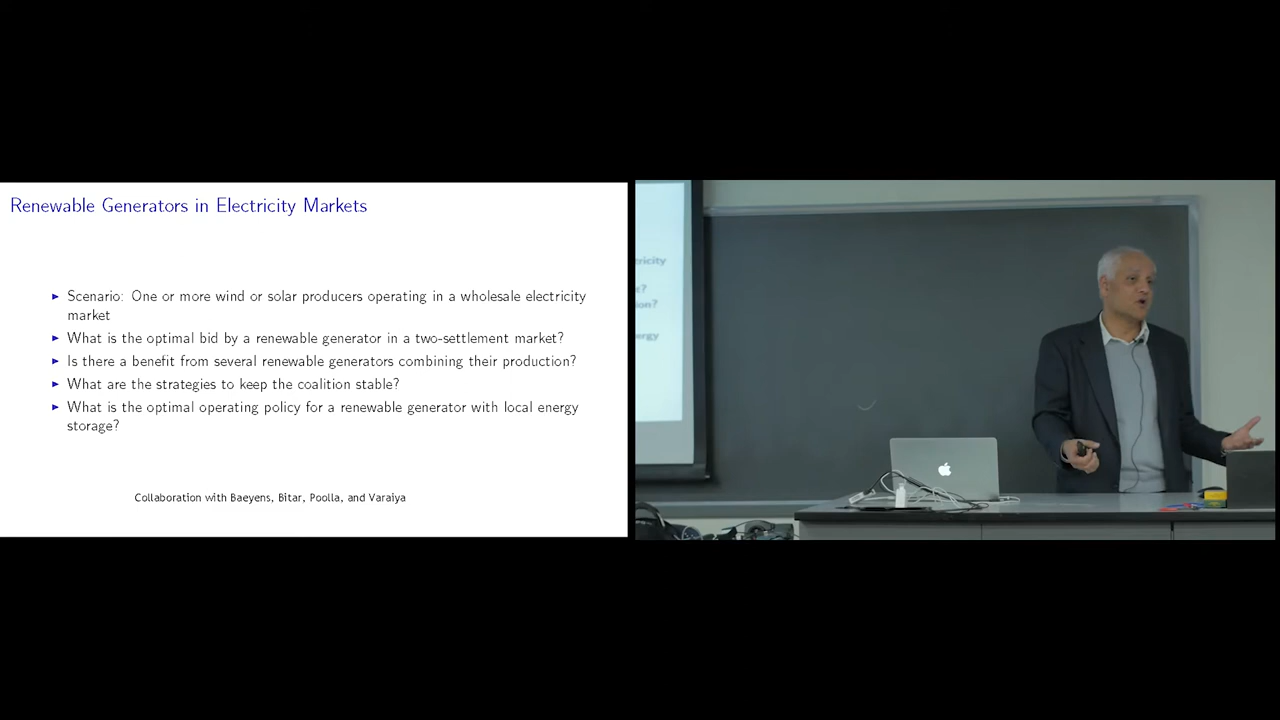 Renewable Generators in Electricity Markets
Scenario: One or more wind or solar producers operating in a wholesale electricity
market
What is the optimal bid by a renewable generator in a two-settlement market?
Is there a benefit from several renewable generators combining their production?
What are the strategies to keep the coalition stable?
What is the optimal operating policy for a renewable generator with local energy
storage?
Collaboration with Baeyens, Bitar, Poolla, and Varaiya